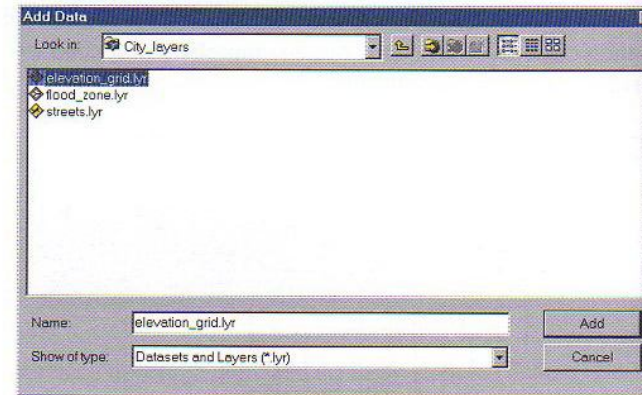 Add Data
Look in: City_layers
elevation_grid.lyr
flood_zone.lyr
streets.lyr
Name: elevation_grid.lyr Add
Show of type: Datasets and Layers (*.lyr) Cancel